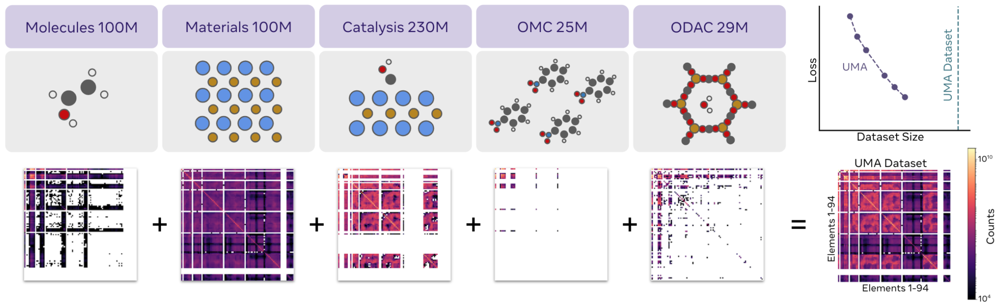 Molecules 100M
Materials 100M
Catalysis 230M
OMC 25M
ODAC 29M
Loss
UMA
UMA Dataset
Dataset Size
+
+
+
+
=
UMA Dataset
Elements 1-94
Elements 1-94
10¹⁰
Counts
10⁴